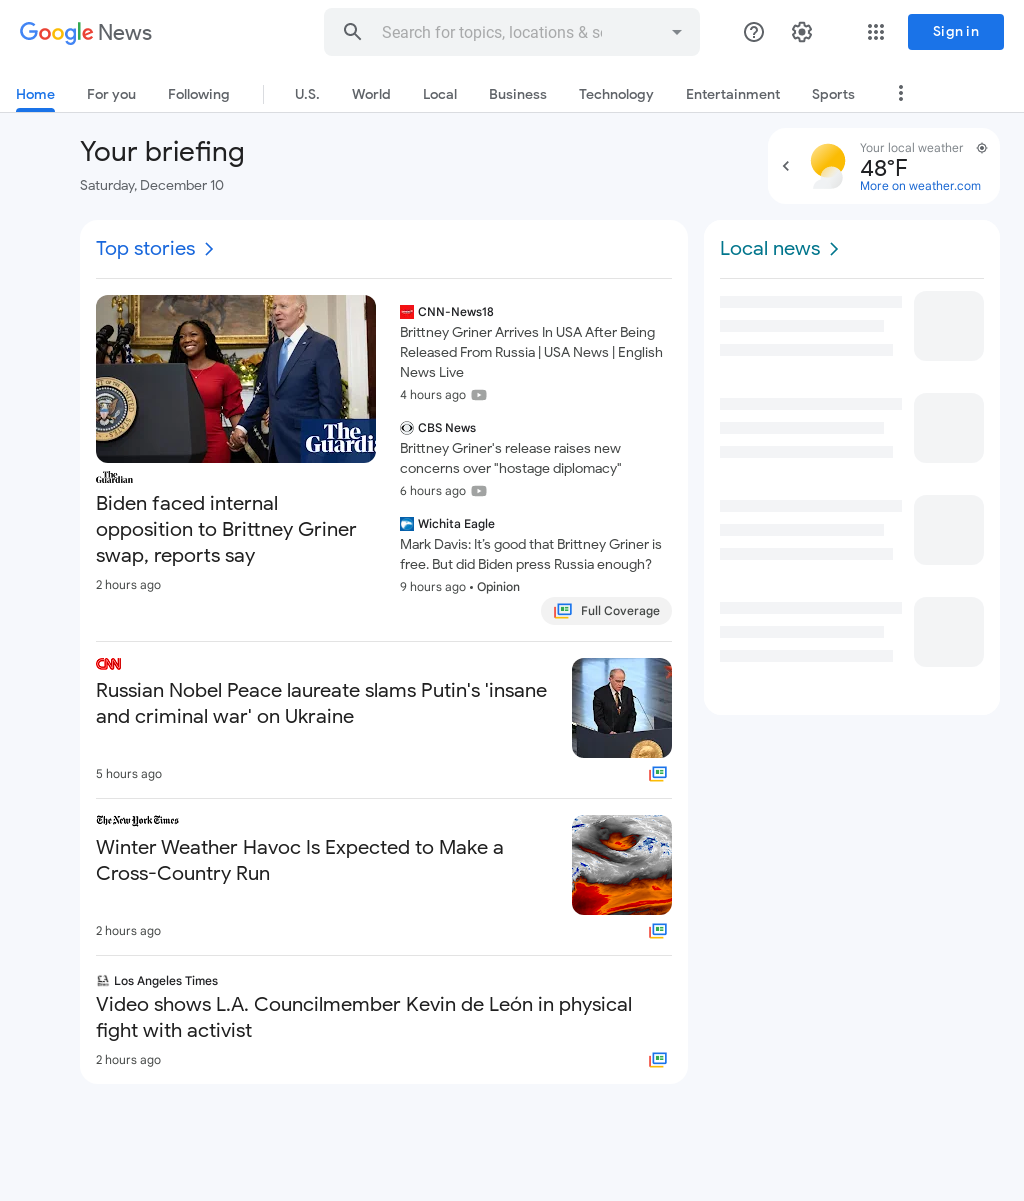 Google News
Search for topics, locations & so
Sign in
Home
For you
Following
U.S.
World
Local
Business
Technology
Entertainment
Sports
Your briefing
Saturday, December 10
Your local weather
48°F
More on weather.com
Top stories
The
Guardia
The
Guardian
Biden faced internal
opposition to Brittney Griner
swap, reports say
2 hours ago
CNN-News18
Brittney Griner Arrives In USA After Being
Released From Russia | USA News | English
News Live
4 hours ago
CBS News
Brittney Griner's release raises new
concerns over "hostage diplomacy"
6 hours ago
Wichita Eagle
Mark Davis: It’s good that Brittney Griner is
free. But did Biden press Russia enough?
9 hours ago • Opinion
Full Coverage
CNN
Russian Nobel Peace laureate slams Putin's 'insane
and criminal war' on Ukraine
5 hours ago
The New York Times
Winter Weather Havoc Is Expected to Make a
Cross-Country Run
2 hours ago
Los Angeles Times
Video shows L.A. Councilmember Kevin de León in physical
fight with activist
2 hours ago
Local news